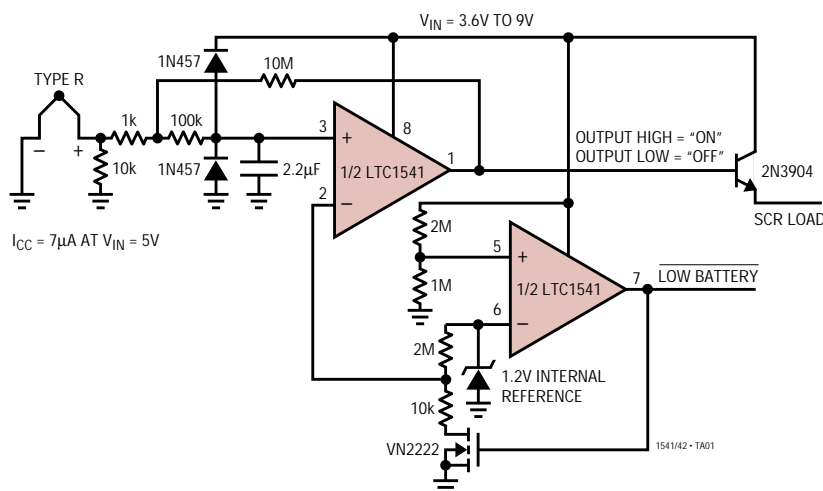 V_IN = 3.6V TO 9V
1N457
10M
TYPE R
1k
100k
3
+
8
OUTPUT HIGH = “ON”
OUTPUT LOW = “OFF”
2N3904
–
+
10k
1N457
2.2µF
1/2 LTC1541
1
2
–
SCR LOAD
I_CC = 7µA AT V_IN = 5V
2M
5
+
1M
1/2 LTC1541
7
LOW BATTERY
6
–
2M
1.2V INTERNAL
REFERENCE
10k
VN2222
1541/42 • TA01